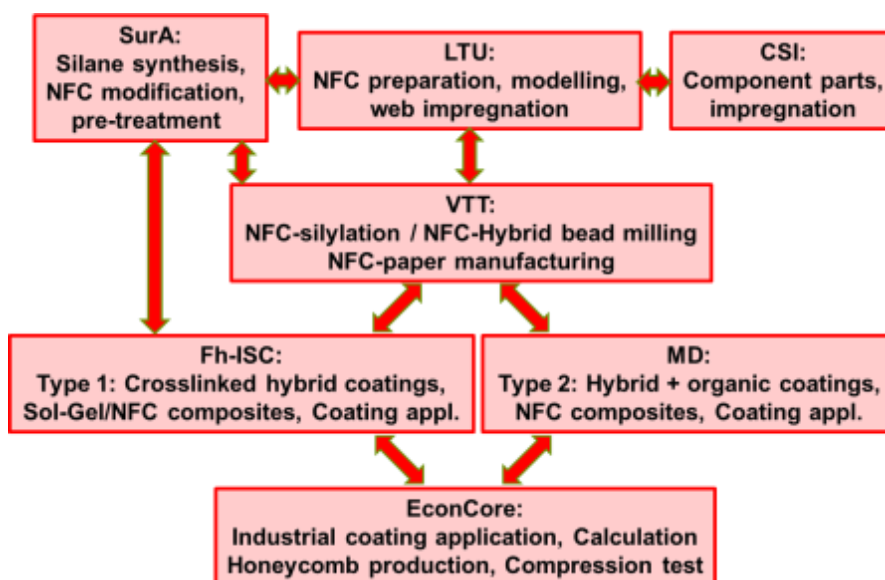 SurA:
Silane synthesis,
NFC modification,
pre-treatment
LTU:
NFC preparation, modelling,
web impregnation
CSI:
Component parts,
impregnation
VTT:
NFC-silylation / NFC-Hybrid bead milling
NFC-paper manufacturing
Fh-ISC:
Type 1: Crosslinked hybrid coatings,
Sol-Gel/NFC composites, Coating appl.
MD:
Type 2: Hybrid + organic coatings,
NFC composites, Coating appl.
EconCore:
Industrial coating application, Calculation
Honeycomb production, Compression test